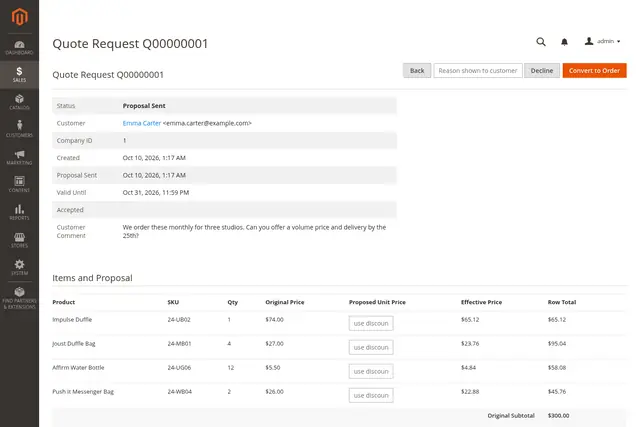 Quote Request Q00000001
admin
Quote Request Q00000001
Back
Reason shown to customer
Decline
Convert to Order
DASHBOARD
SALES
CATALOG
CUSTOMERS
MARKETING
CONTENT
REPORTS
STORES
SYSTEM
FIND PARTNERS
& EXTENSIONS
Status Proposal Sent
Customer Emma Carter <emma.carter@example.com>
Company ID 1
Created Oct 10, 2026, 1:17 AM
Proposal Sent Oct 10, 2026, 1:17 AM
Valid Until Oct 31, 2026, 11:59 PM
Accepted
Customer Comment We order these monthly for three studios. Can you offer a volume price and delivery by the
25th?
Items and Proposal
Product SKU Qty Original Price Proposed Unit Price Effective Price Row Total
Impulse Duffle 24-UB02 1 $74.00 use discoun $65.12 $65.12
Joust Duffle Bag 24-MB01 4 $27.00 use discoun $23.76 $95.04
Affirm Water Bottle 24-UG06 12 $5.50 use discoun $4.84 $58.08
Push It Messenger Bag 24-WB04 2 $26.00 use discoun $22.88 $45.76
Original Subtotal $300.00